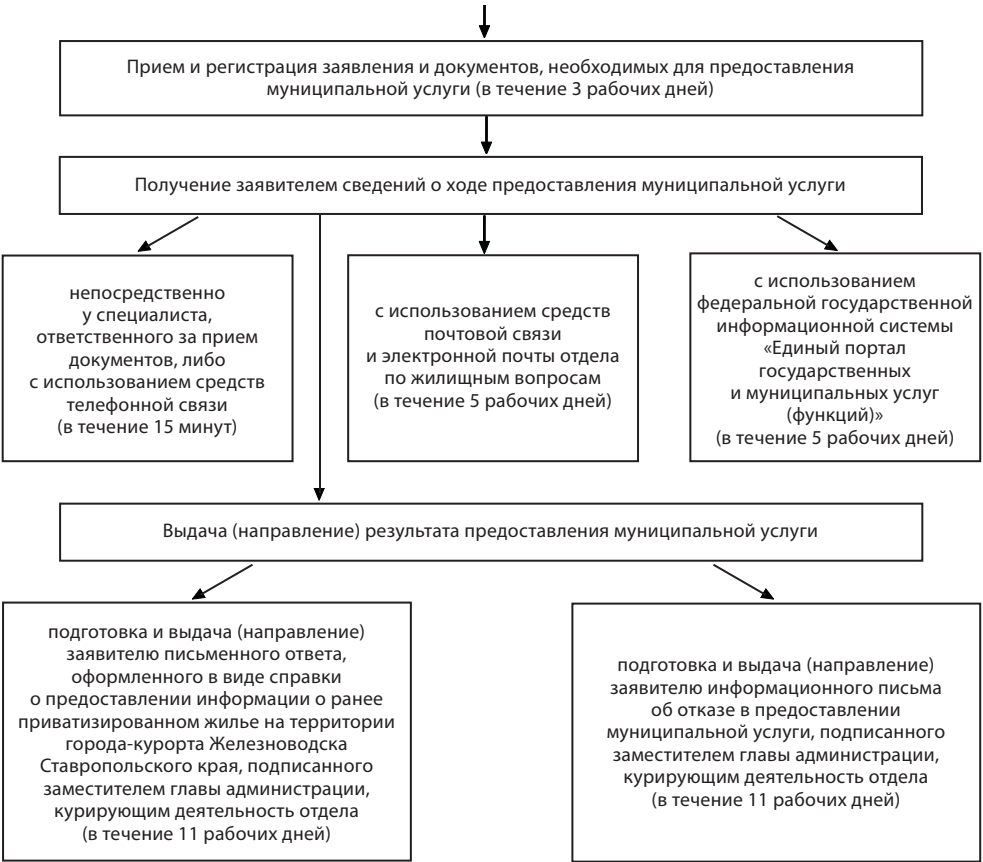 Прием и регистрация заявления и документов, необходимых для предоставления
муниципальной услуги (в течение 3 рабочих дней)
Получение заявителем сведений о ходе предоставления муниципальной услуги
непосредственно
у специалиста,
ответственного за прием
документов, либо
с использованием средств
телефонной связи
(в течение 15 минут)
с использованием средств
почтовой связи
и электронной почты отдела
по жилищным вопросам
(в течение 5 рабочих дней)
с использованием
федеральной государственной
информационной системы
«Единый портал
государственных
и муниципальных услуг
(функций)»
(в течение 5 рабочих дней)
Выдача (направление) результата предоставления муниципальной услуги
подготовка и выдача (направление)
заявителю письменного ответа,
оформленного в виде справки
о предоставлении информации о ранее
приватизированном жилье на территории
города-курорта Железноводска
Ставропольского края, подписанного
заместителем главы администрации,
курирующим деятельность отдела
(в течение 11 рабочих дней)
подготовка и выдача (направление)
заявителю информационного письма
об отказе в предоставлении
муниципальной услуги, подписанного
заместителем главы администрации,
курирующим деятельность отдела
(в течение 11 рабочих дней)